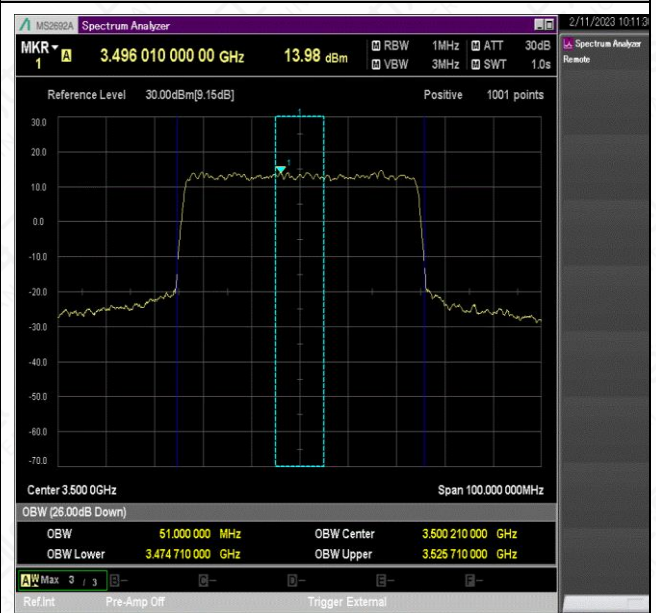 MS2692A Spectrum Analyzer
2/11/2023 10:11:3
MKR A 3.496 010 000 00 GHz 13.98 dBm M RBW 1MHz M ATT 30dB
1 M VBW 3MHz M SWT 1.0s
Spectrum Analyzer
Remote
Reference Level 30.00dBm[9.15dB] Positive 1001 points
1
30.0
20.0
1
10.0
0.0
-10.0
-20.0
-30.0
-40.0
-50.0
-60.0
-70.0
Center 3.500 0GHz Span 100.000 000MHz
OBW (26.00dB Down)
OBW 51.000 000 MHz OBW Center 3.500 210 000 GHz
OBW Lower 3.474 710 000 GHz OBW Upper 3.525 710 000 GHz
A W Max 3 / 3 B- C- D- E- F-
Ref.Int Pre-Amp Off Trigger External